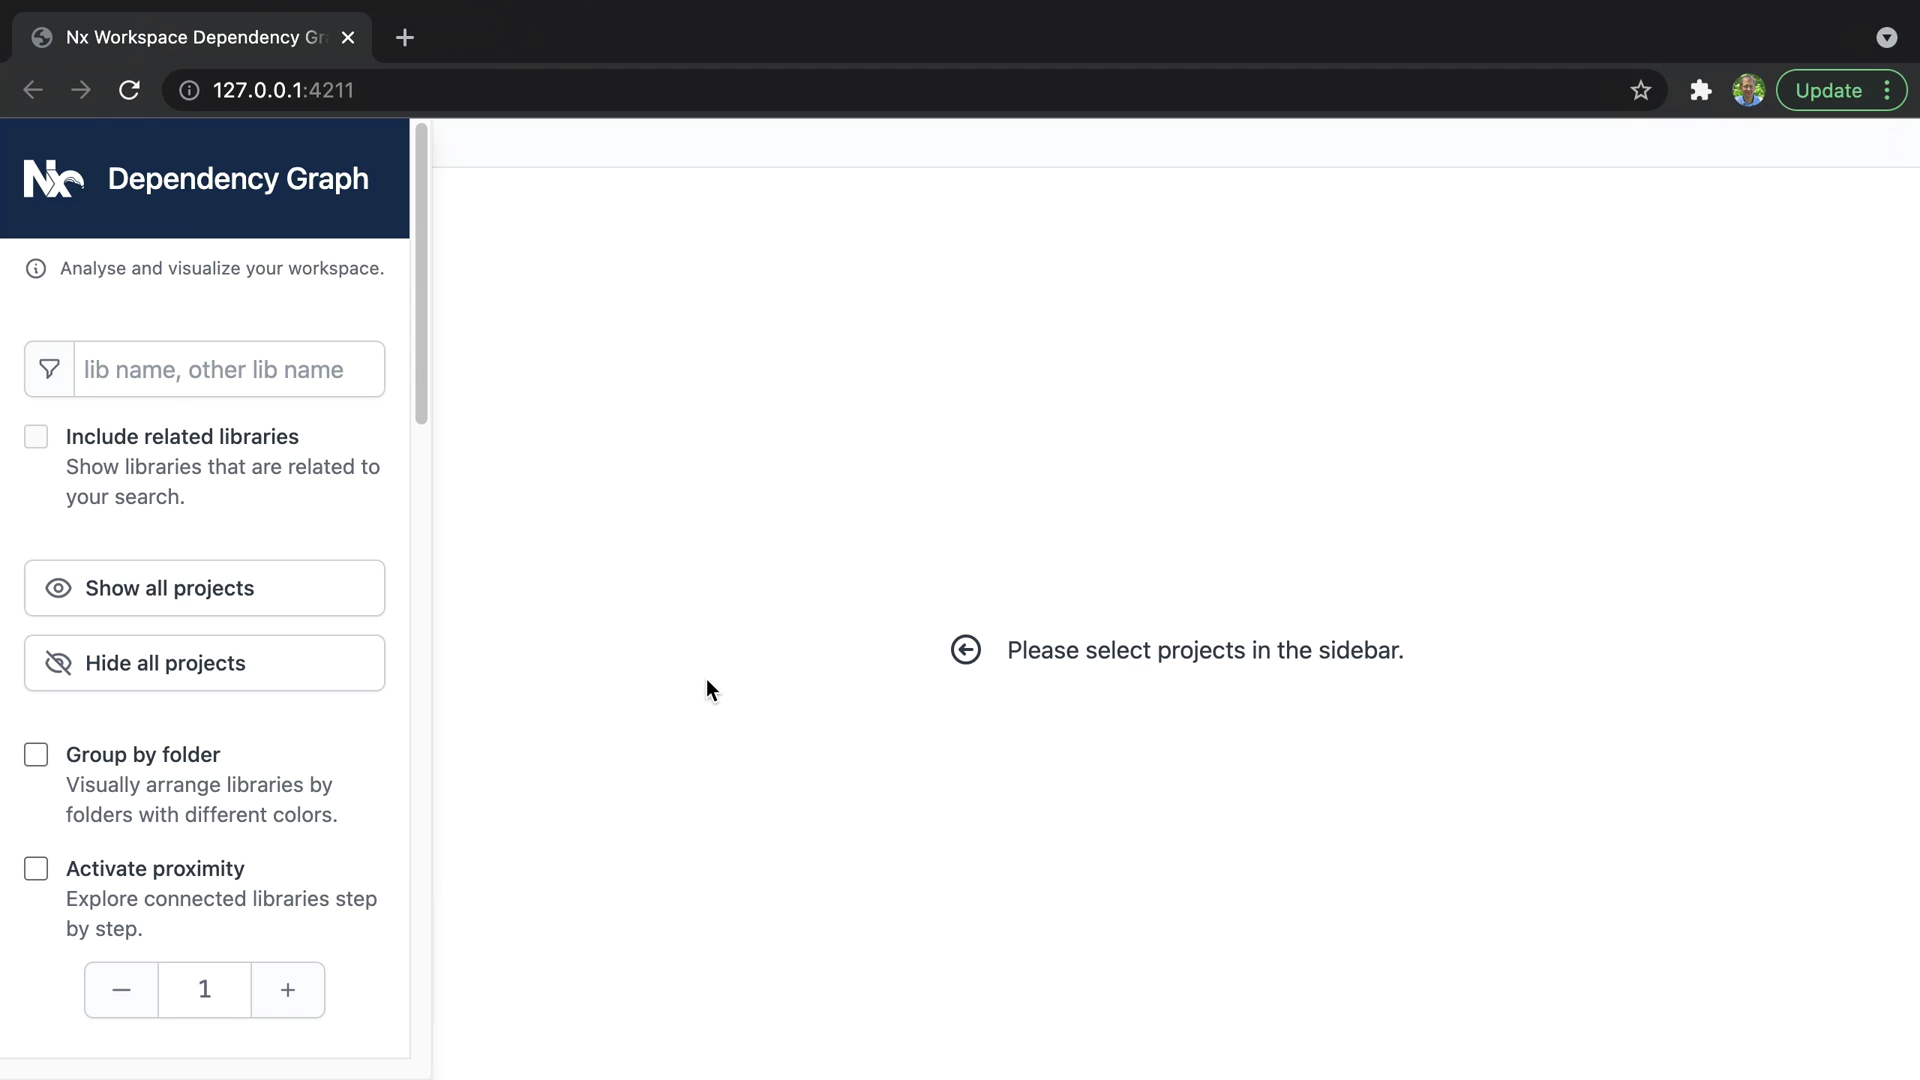 Nx Workspace Dependency Gr
127.0.0.1:4211
Update
Nx Dependency Graph
Analyse and visualize your workspace.
lib name, other lib name
Include related libraries
Show libraries that are related to
your search.
Show all projects
Hide all projects
Please select projects in the sidebar.
Group by folder
Visually arrange libraries by
folders with different colors.
Activate proximity
Explore connected libraries step
by step.
1